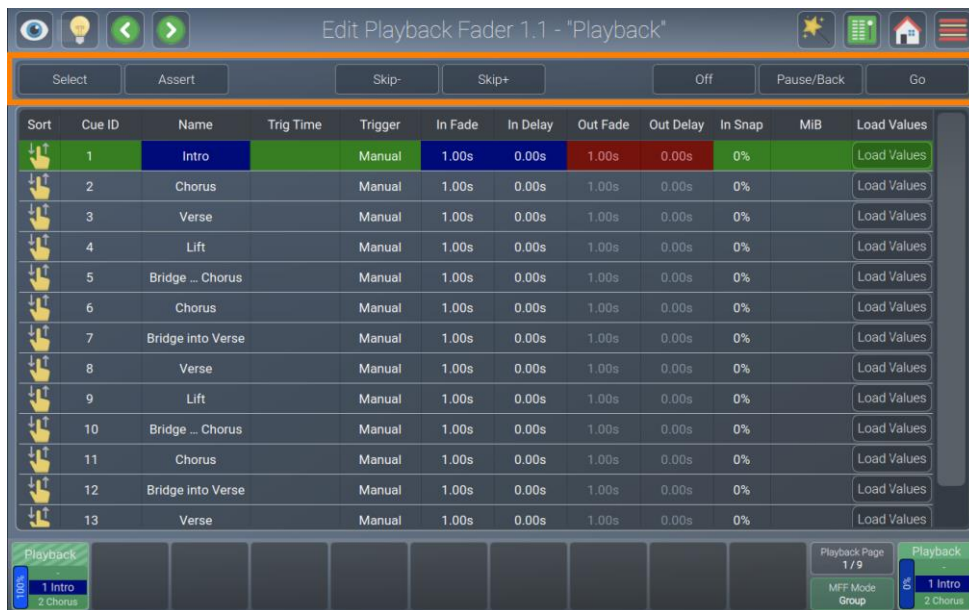 Edit Playback Fader 1.1 - "Playback"
Select Assert Skip- Skip+ Off Pause/Back Go
Sort Cue ID Name Trig Time Trigger In Fade In Delay Out Fade Out Delay In Snap MiB Load Values
1 Intro Manual 1.00s 0.00s 1.00s 0.00s 0% Load Values
2 Chorus Manual 1.00s 0.00s 1.00s 0.00s 0% Load Values
3 Verse Manual 1.00s 0.00s 1.00s 0.00s 0% Load Values
4 Lift Manual 1.00s 0.00s 1.00s 0.00s 0% Load Values
5 Bridge ... Chorus Manual 1.00s 0.00s 1.00s 0.00s 0% Load Values
6 Chorus Manual 1.00s 0.00s 1.00s 0.00s 0% Load Values
7 Bridge into Verse Manual 1.00s 0.00s 1.00s 0.00s 0% Load Values
8 Verse Manual 1.00s 0.00s 1.00s 0.00s 0% Load Values
9 Lift Manual 1.00s 0.00s 1.00s 0.00s 0% Load Values
10 Bridge ... Chorus Manual 1.00s 0.00s 1.00s 0.00s 0% Load Values
11 Chorus Manual 1.00s 0.00s 1.00s 0.00s 0% Load Values
12 Bridge into Verse Manual 1.00s 0.00s 1.00s 0.00s 0% Load Values
13 Verse Manual 1.00s 0.00s 1.00s 0.00s 0% Load Values
Playback
-
100%
1 Intro
2 Chorus
Playback Page
1 / 9
MFF Mode
Group
Playback
-
0%
1 Intro
2 Chorus